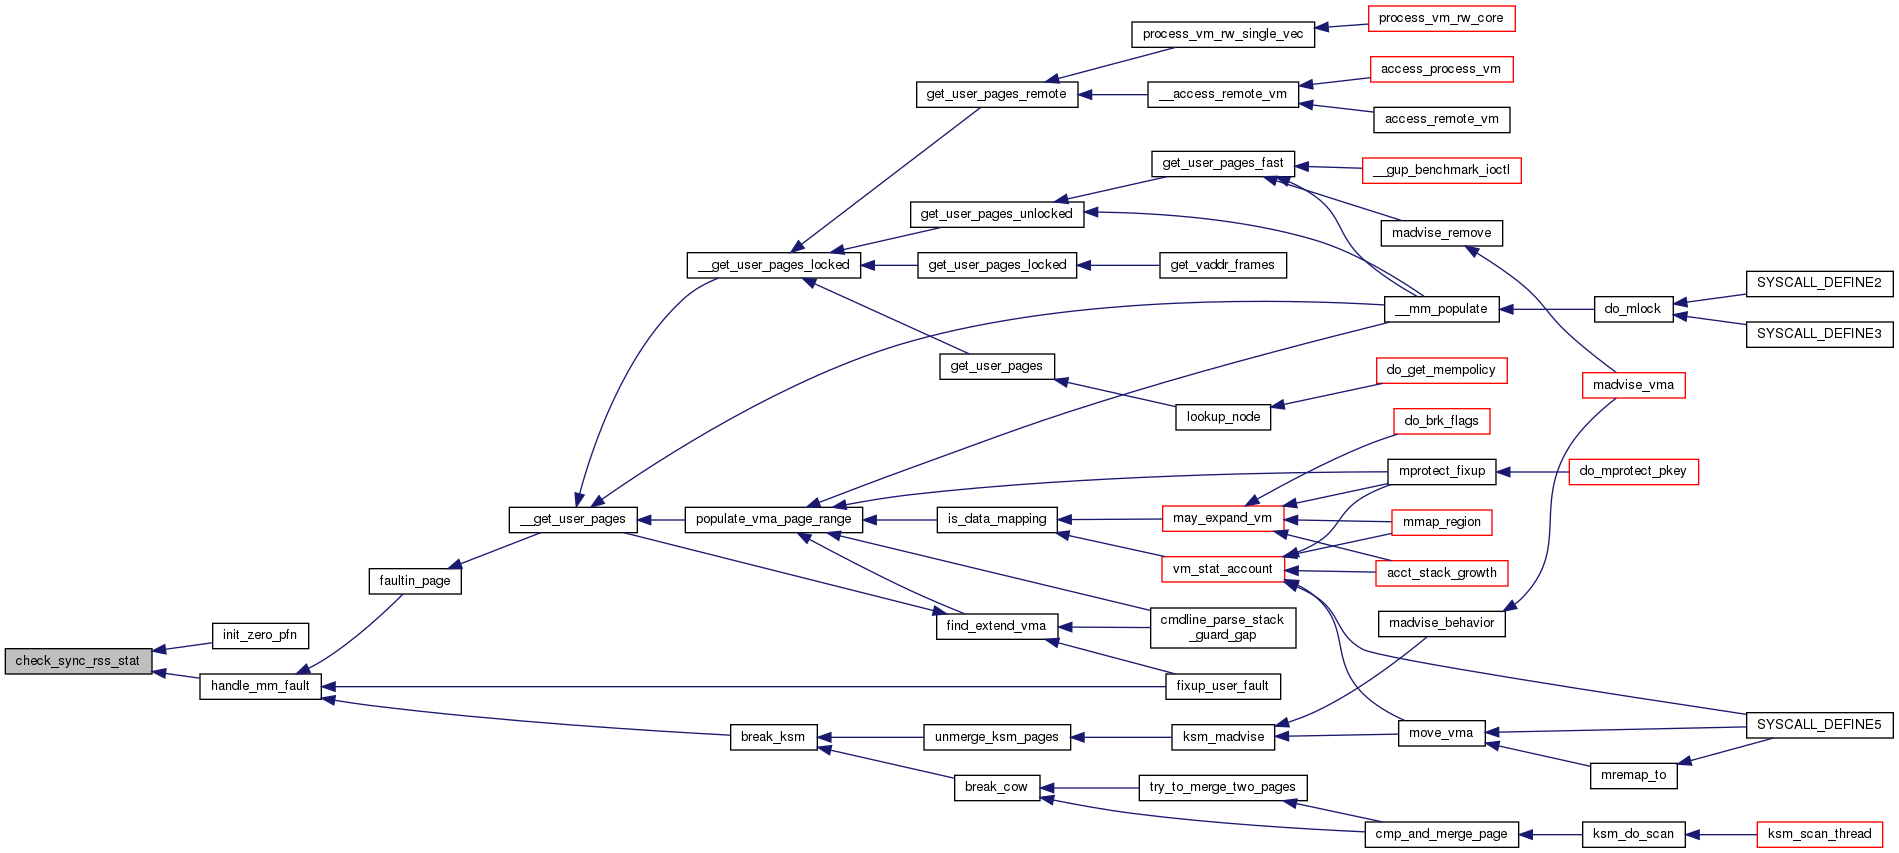 process_vm_rw_core
process_vm_rw_single_vec
access_process_vm
get_user_pages_remote
__access_remote_vm
access_remote_vm
get_user_pages_fast
__gup_benchmark_ioctl
get_user_pages_unlocked
madvise_remove
__get_user_pages_locked
get_user_pages_locked
get_vaddr_frames
SYSCALL_DEFINE2
__mm_populate
do_mlock
SYSCALL_DEFINE3
get_user_pages
do_get_mempolicy
madvise_vma
lookup_node
do_brk_flags
mprotect_fixup
do_mprotect_pkey
__get_user_pages
populate_vma_page_range
is_data_mapping
may_expand_vm
mmap_region
vm_stat_account
acct_stack_growth
faultin_page
find_extend_vma
cmdline_parse_stack
_guard_gap
madvise_behavior
init_zero_pfn
check_sync_rss_stat
handle_mm_fault
fixup_user_fault
break_ksm
unmerge_ksm_pages
ksm_madvise
move_vma
SYSCALL_DEFINE5
mremap_to
break_cow
try_to_merge_two_pages
cmp_and_merge_page
ksm_do_scan
ksm_scan_thread